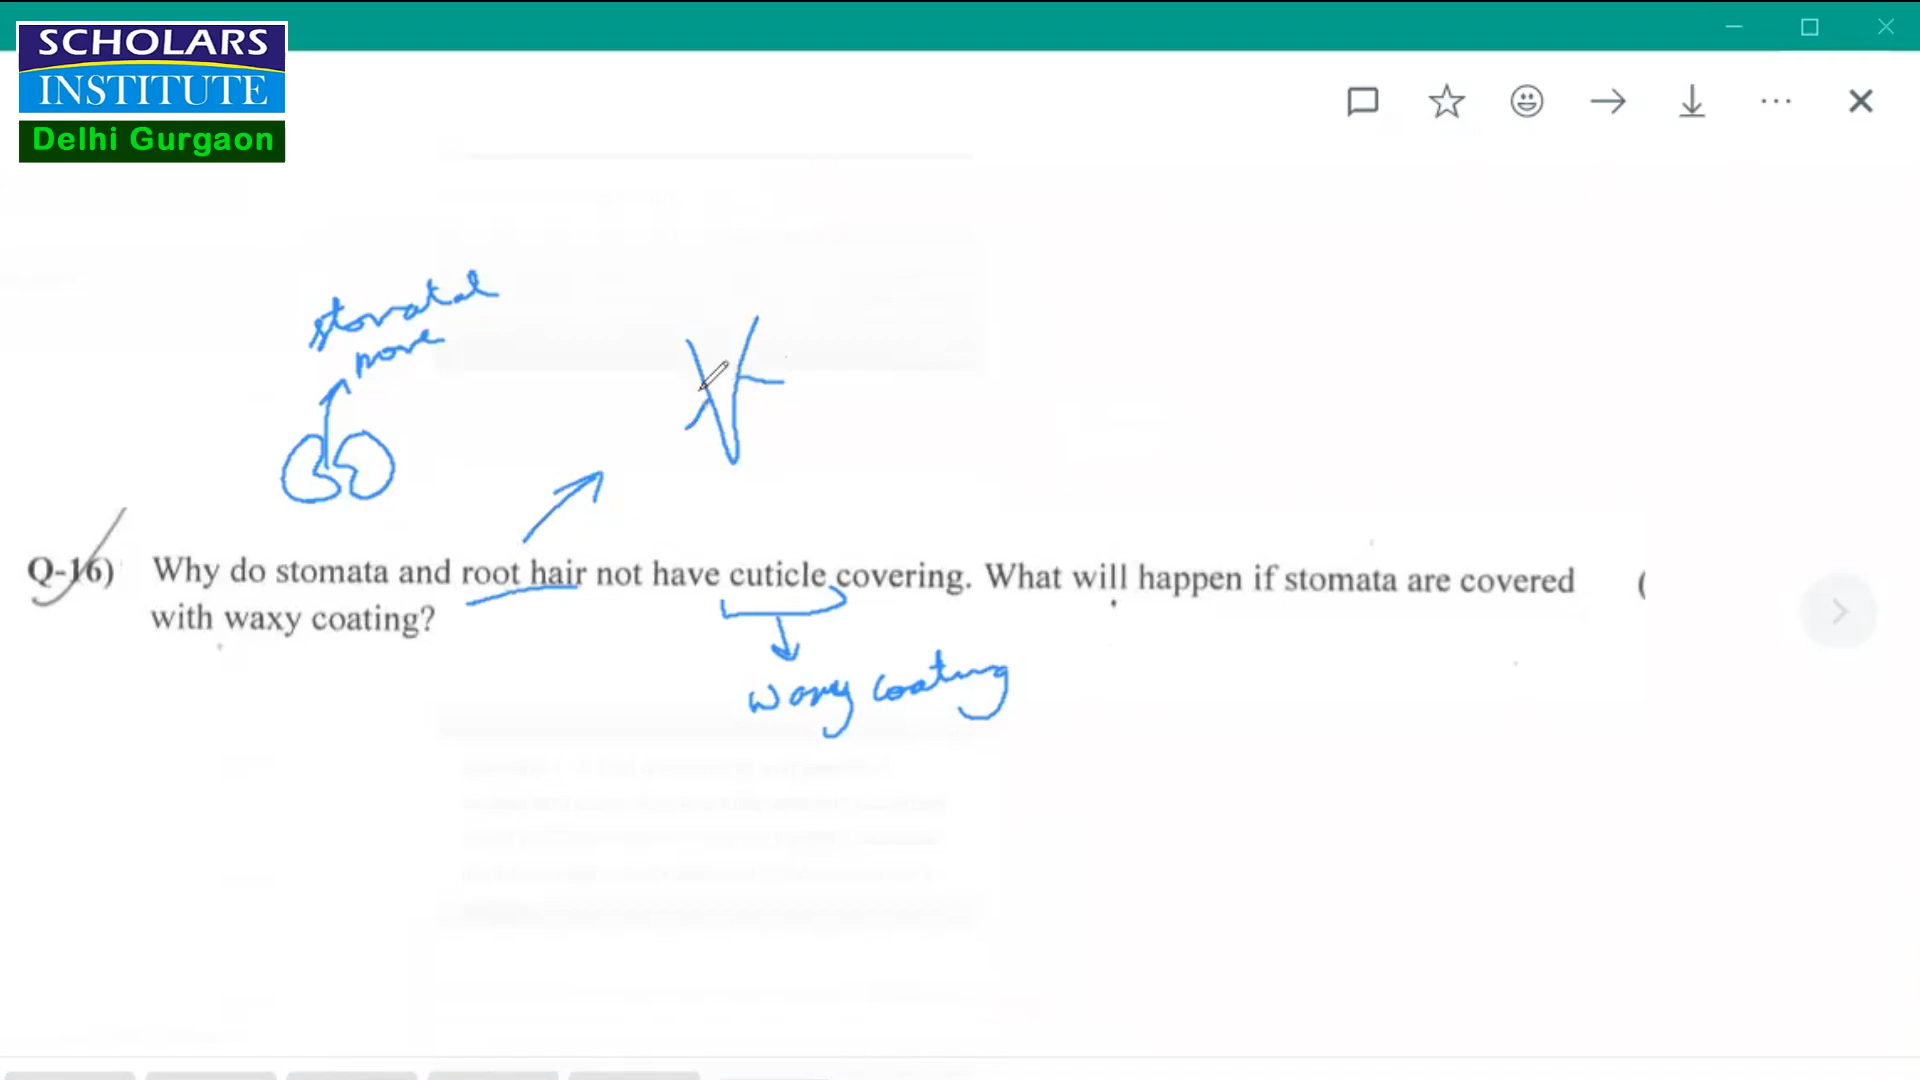 SCHOLARS
INSTITUTE
Delhi Gurgaon
stomatal
pore
Q-16) Why do stomata and root hair not have cuticle covering. What will happen if stomata are covered (
with waxy coating?
waxy coating